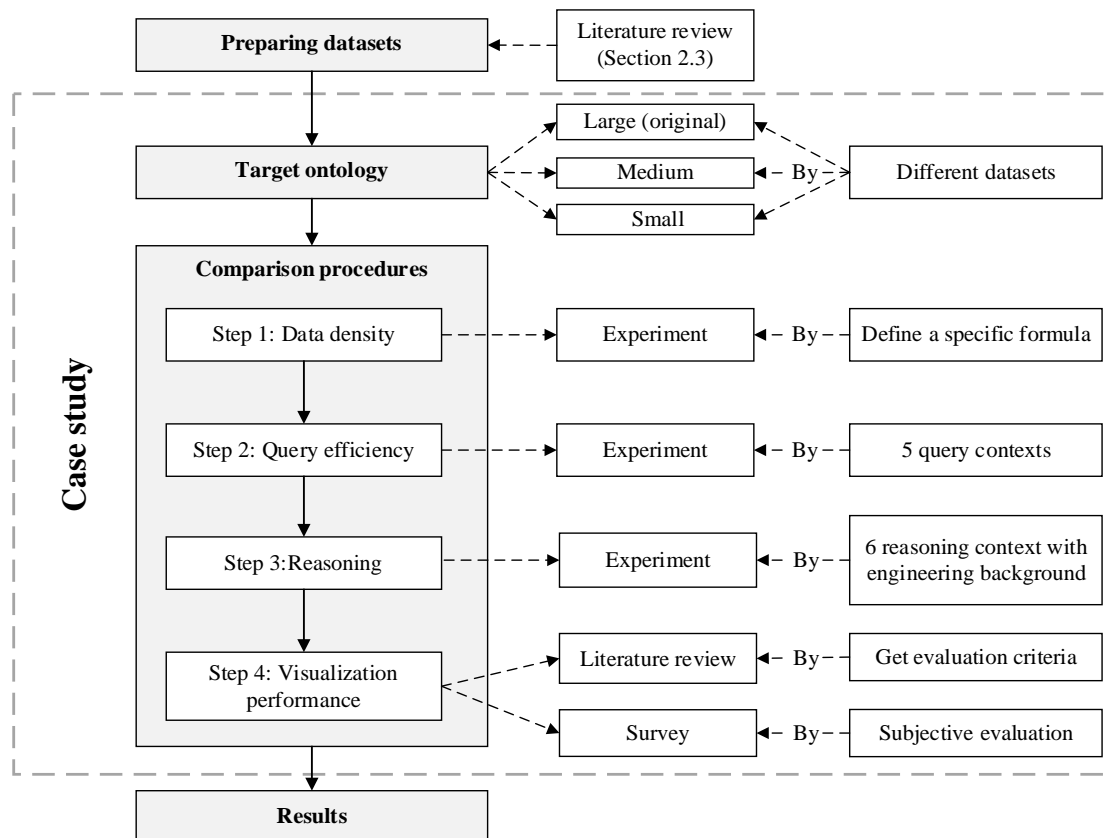 Preparing datasets
Literature review
(Section 2.3)
Case study
Target ontology
Large (original)
Medium
Small
By
Different datasets
Comparison procedures
Step 1: Data density
Experiment
By
Define a specific formula
Step 2: Query efficiency
Experiment
By
5 query contexts
Step 3:Reasoning
Experiment
By
6 reasoning context with
engineering background
Step 4: Visualization
performance
Literature review
By
Get evaluation criteria
Survey
By
Subjective evaluation
Results